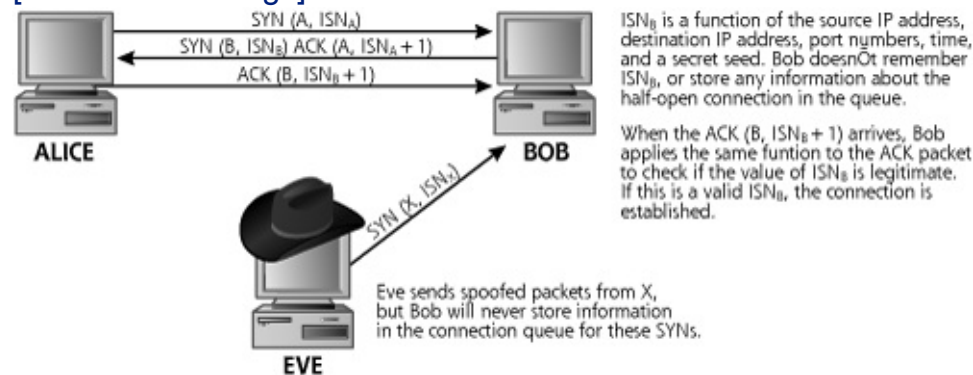 SYN (A, ISNA)
SYN (B, ISNB) ACK (A, ISNA + 1)
ACK (B, ISNB + 1)
ALICE
BOB
ISNB is a function of the source IP address,
destination IP address, port numbers, time,
and a secret seed. Bob doesnÕt remember
ISNB, or store any information about the
half-open connection in the queue.
When the ACK (B, ISNB + 1) arrives, Bob
applies the same funtion to the ACK packet
to check if the value of ISNB is legitimate.
If this is a valid ISNB, the connection is
established.
SYN (X, ISNX)
Eve sends spoofed packets from X,
but Bob will never store information
in the connection queue for these SYNs.
EVE